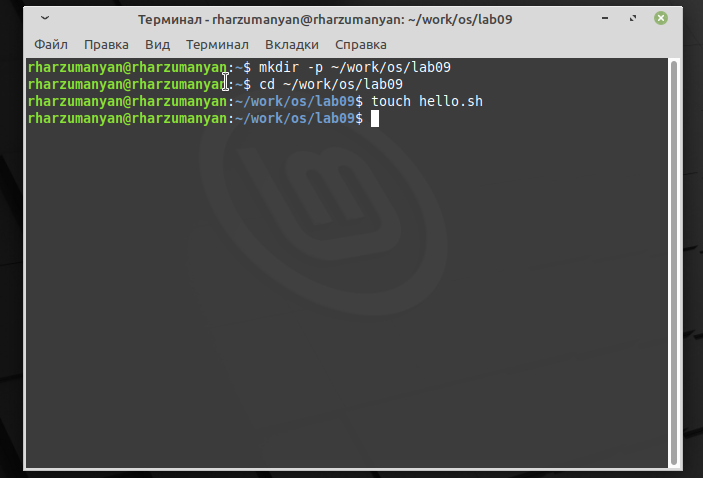 Терминал - rharzumanyan@rharzumanyan: ~/work/os/lab09
Файл Правка Вид Терминал Вкладки Справка
rharzumanyan@rharzumanyan:~$ mkdir -p ~/work/os/lab09
rharzumanyan@rharzumanyan:~$ cd ~/work/os/lab09
rharzumanyan@rharzumanyan:~/work/os/lab09$ touch hello.sh
rharzumanyan@rharzumanyan:~/work/os/lab09$